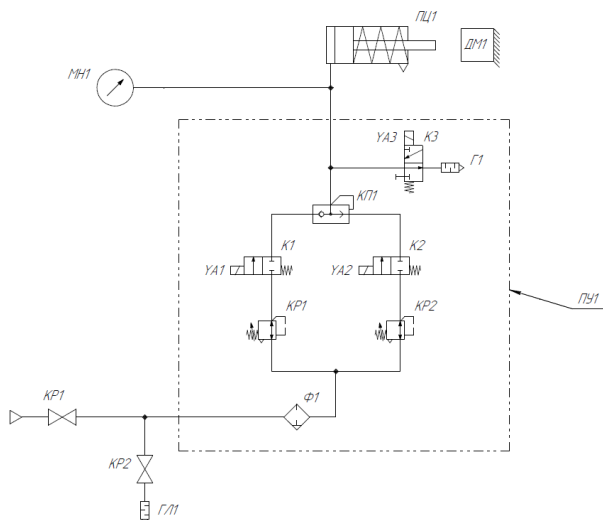 ПЦ1
МН1
ДМ1
YA3 К3
Г1
КП1
К1 К2
YA1 YA2
КР1 КР2
ПУ1
КР1 Ф1
КР2
ГЛ1